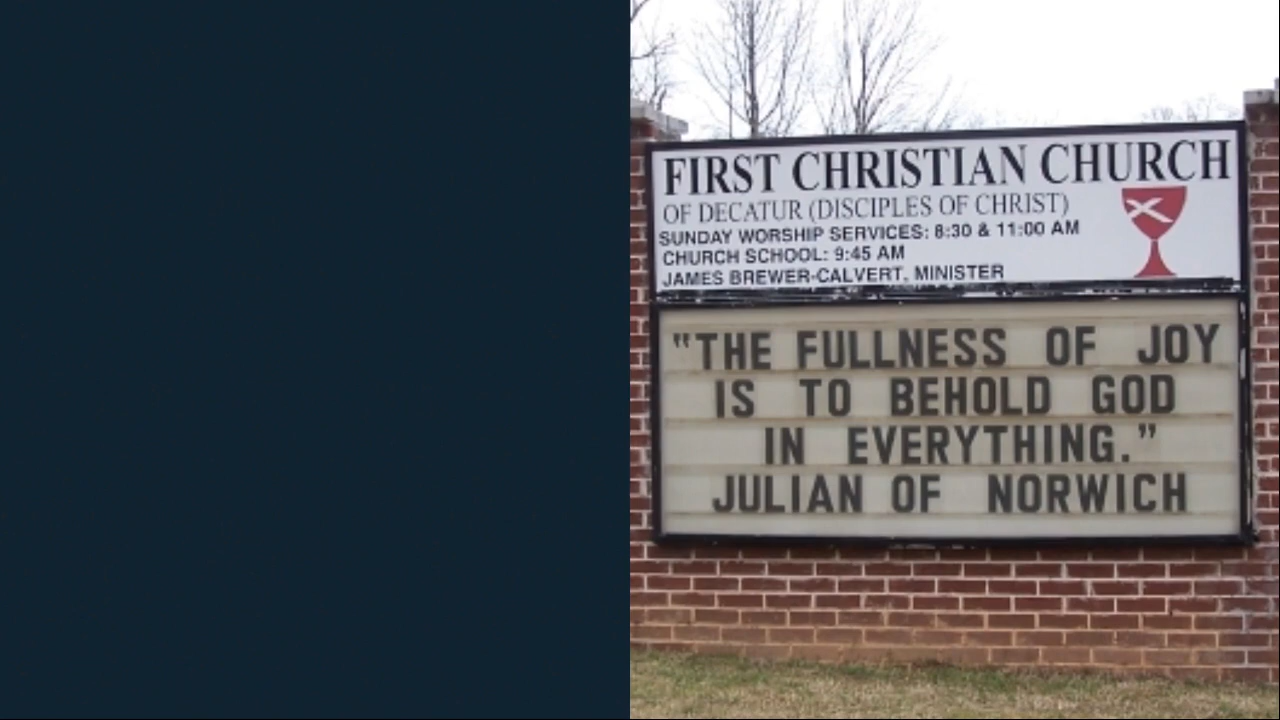 FIRST CHRISTIAN CHURCH
OF DECATUR (DISCIPLES OF CHRIST)
SUNDAY WORSHIP SERVICES: 8:30 & 11:00 AM
CHURCH SCHOOL: 9:45 AM
JAMES BREWER-CALVERT, MINISTER
"THE FULLNESS OF JOY
IS TO BEHOLD GOD
IN EVERYTHING."
JULIAN OF NORWICH